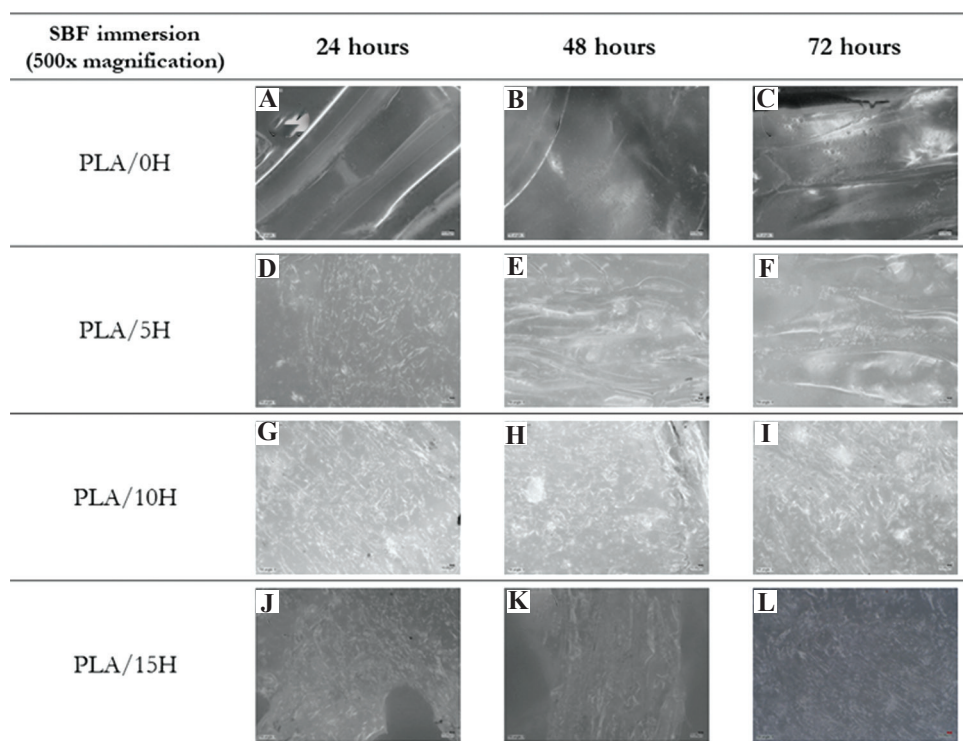 SBF immersion
(500x magnification)
24 hours
48 hours
72 hours
A
B
C
PLA/0H
D
E
F
PLA/5H
G
H
I
PLA/10H
J
K
L
PLA/15H